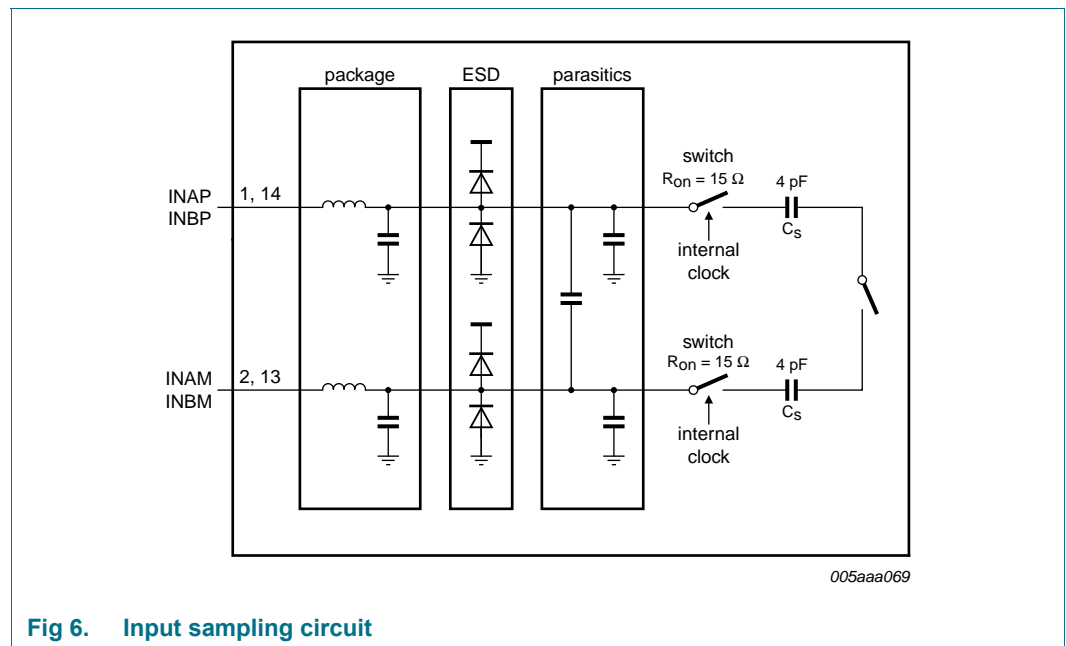 package ESD parasitics
switch
Ron = 15 Ω
4 pF
INAP
INBP
1, 14
Cs
internal
clock
switch
Ron = 15 Ω
4 pF
INAM
INBM
2, 13
Cs
internal
clock
005aaa069
Fig 6. Input sampling circuit